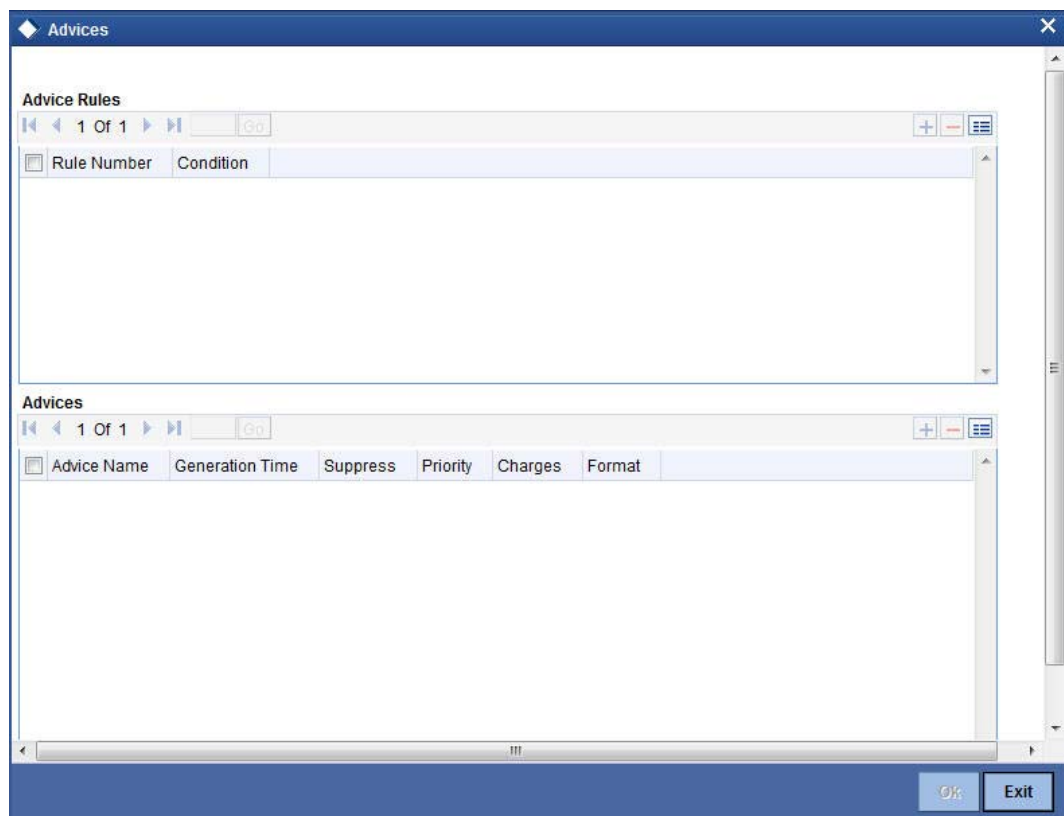 Advices
Advice Rules
1 Of 1 Go
Rule Number Condition
Advices
1 Of 1 Go
Advice Name Generation Time Suppress Priority Charges Format
Ok Exit